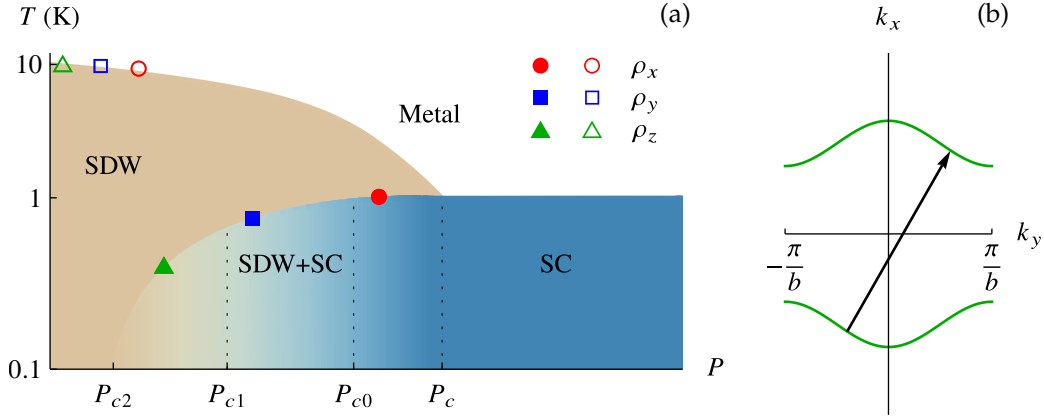 T (K)
(a)
10
ρx
ρy
ρz
Metal
SDW
1
SDW+SC
SC
0.1
Pc2
Pc1
Pc0
Pc
P
(b)
kx
ky
−π/b
π/b